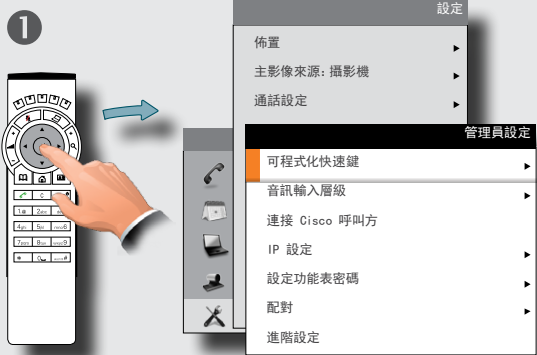 1
設定
佈置
主影像來源：攝影機
通話設定
管理員設定
可程式化快速鍵
音訊輸入層級
連接 Cisco 呼叫方
IP 設定
設定功能表密碼
配對
進階設定